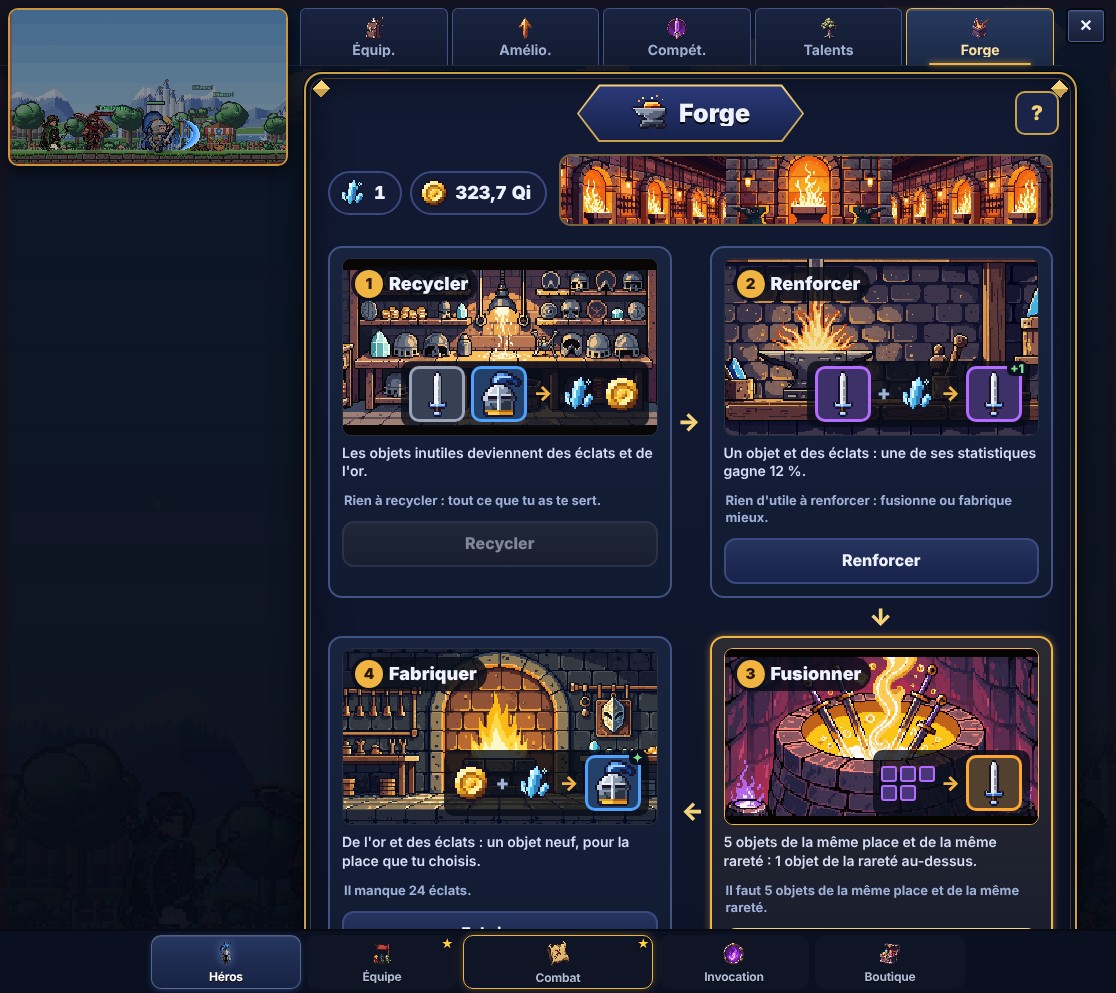 Équip.
Amélio.
Compét.
Talents
Forge
×
Forge
?
1
323,7 Qi
1 Recycler
Les objets inutiles deviennent des éclats et de
l'or.
Rien à recycler : tout ce que tu as te sert.
Recycler
2 Renforcer
+
+1
Un objet et des éclats : une de ses statistiques
gagne 12 %.
Rien d'utile à renforcer : fusionne ou fabrique
mieux.
Renforcer
4 Fabriquer
+
De l'or et des éclats : un objet neuf, pour la
place que tu choisis.
Il manque 24 éclats.
3 Fusionner
5 objets de la même place et de la même
rareté : 1 objet de la rareté au-dessus.
Il faut 5 objets de la même place et de la même
rareté.
Héros
Équipe
Combat
Invocation
Boutique